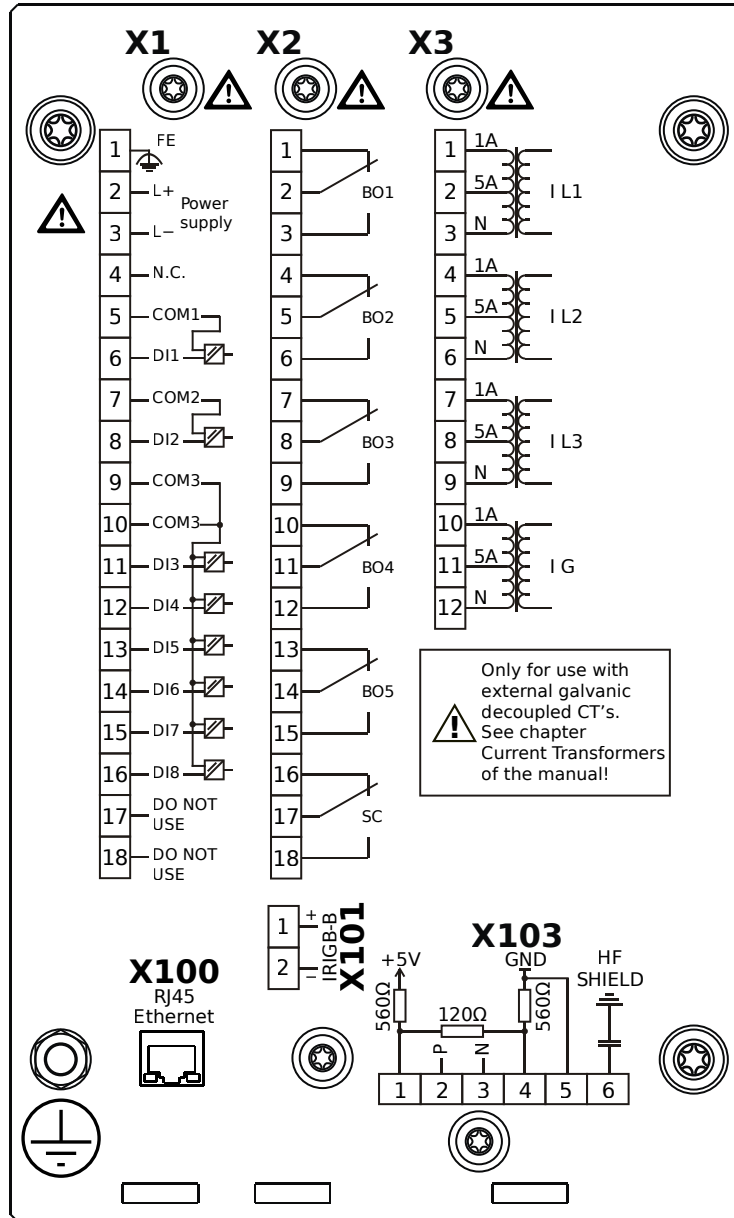 X1
X2
X3
1 FE
2 L+
Power
supply
3 L−
4 N.C.
5 COM1
6 DI1
7 COM2
8 DI2
9 COM3
10 COM3
11 DI3
12 DI4
13 DI5
14 DI6
15 DI7
16 DI8
17 DO NOT
USE
18 DO NOT
USE
1
2 BO1
3
4
5 BO2
6
7
8 BO3
9
10
11 BO4
12
13
14 BO5
15
16
17 SC
18
1 1A
2 5A I L1
3 N
4 1A
5 5A I L2
6 N
7 1A
8 5A I L3
9 N
10 1A
11 5A I G
12 N
!
!
!
!
!
Only for use with
external galvanic
decoupled CT's.
See chapter
Current Transformers
of the manual!
X100
RJ45
Ethernet
1 +
2 −
IRIGB-B
X101
X103
+5V
GND
HF
SHIELD
560Ω
120Ω
560Ω
P
N
1 2 3 4 5 6